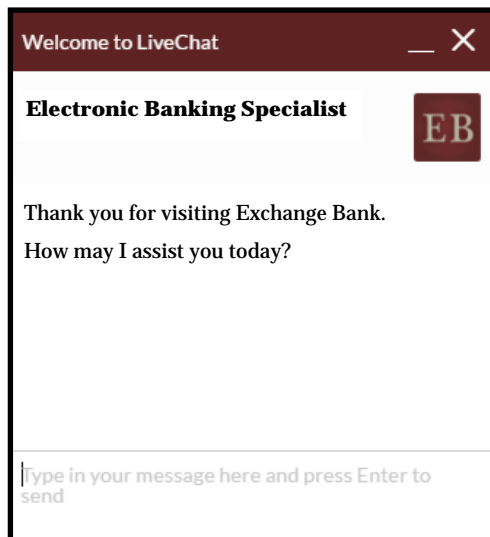 Welcome to LiveChat
Electronic Banking Specialist
EB
Thank you for visiting Exchange Bank.
How may I assist you today?
Type in your message here and press Enter to
send